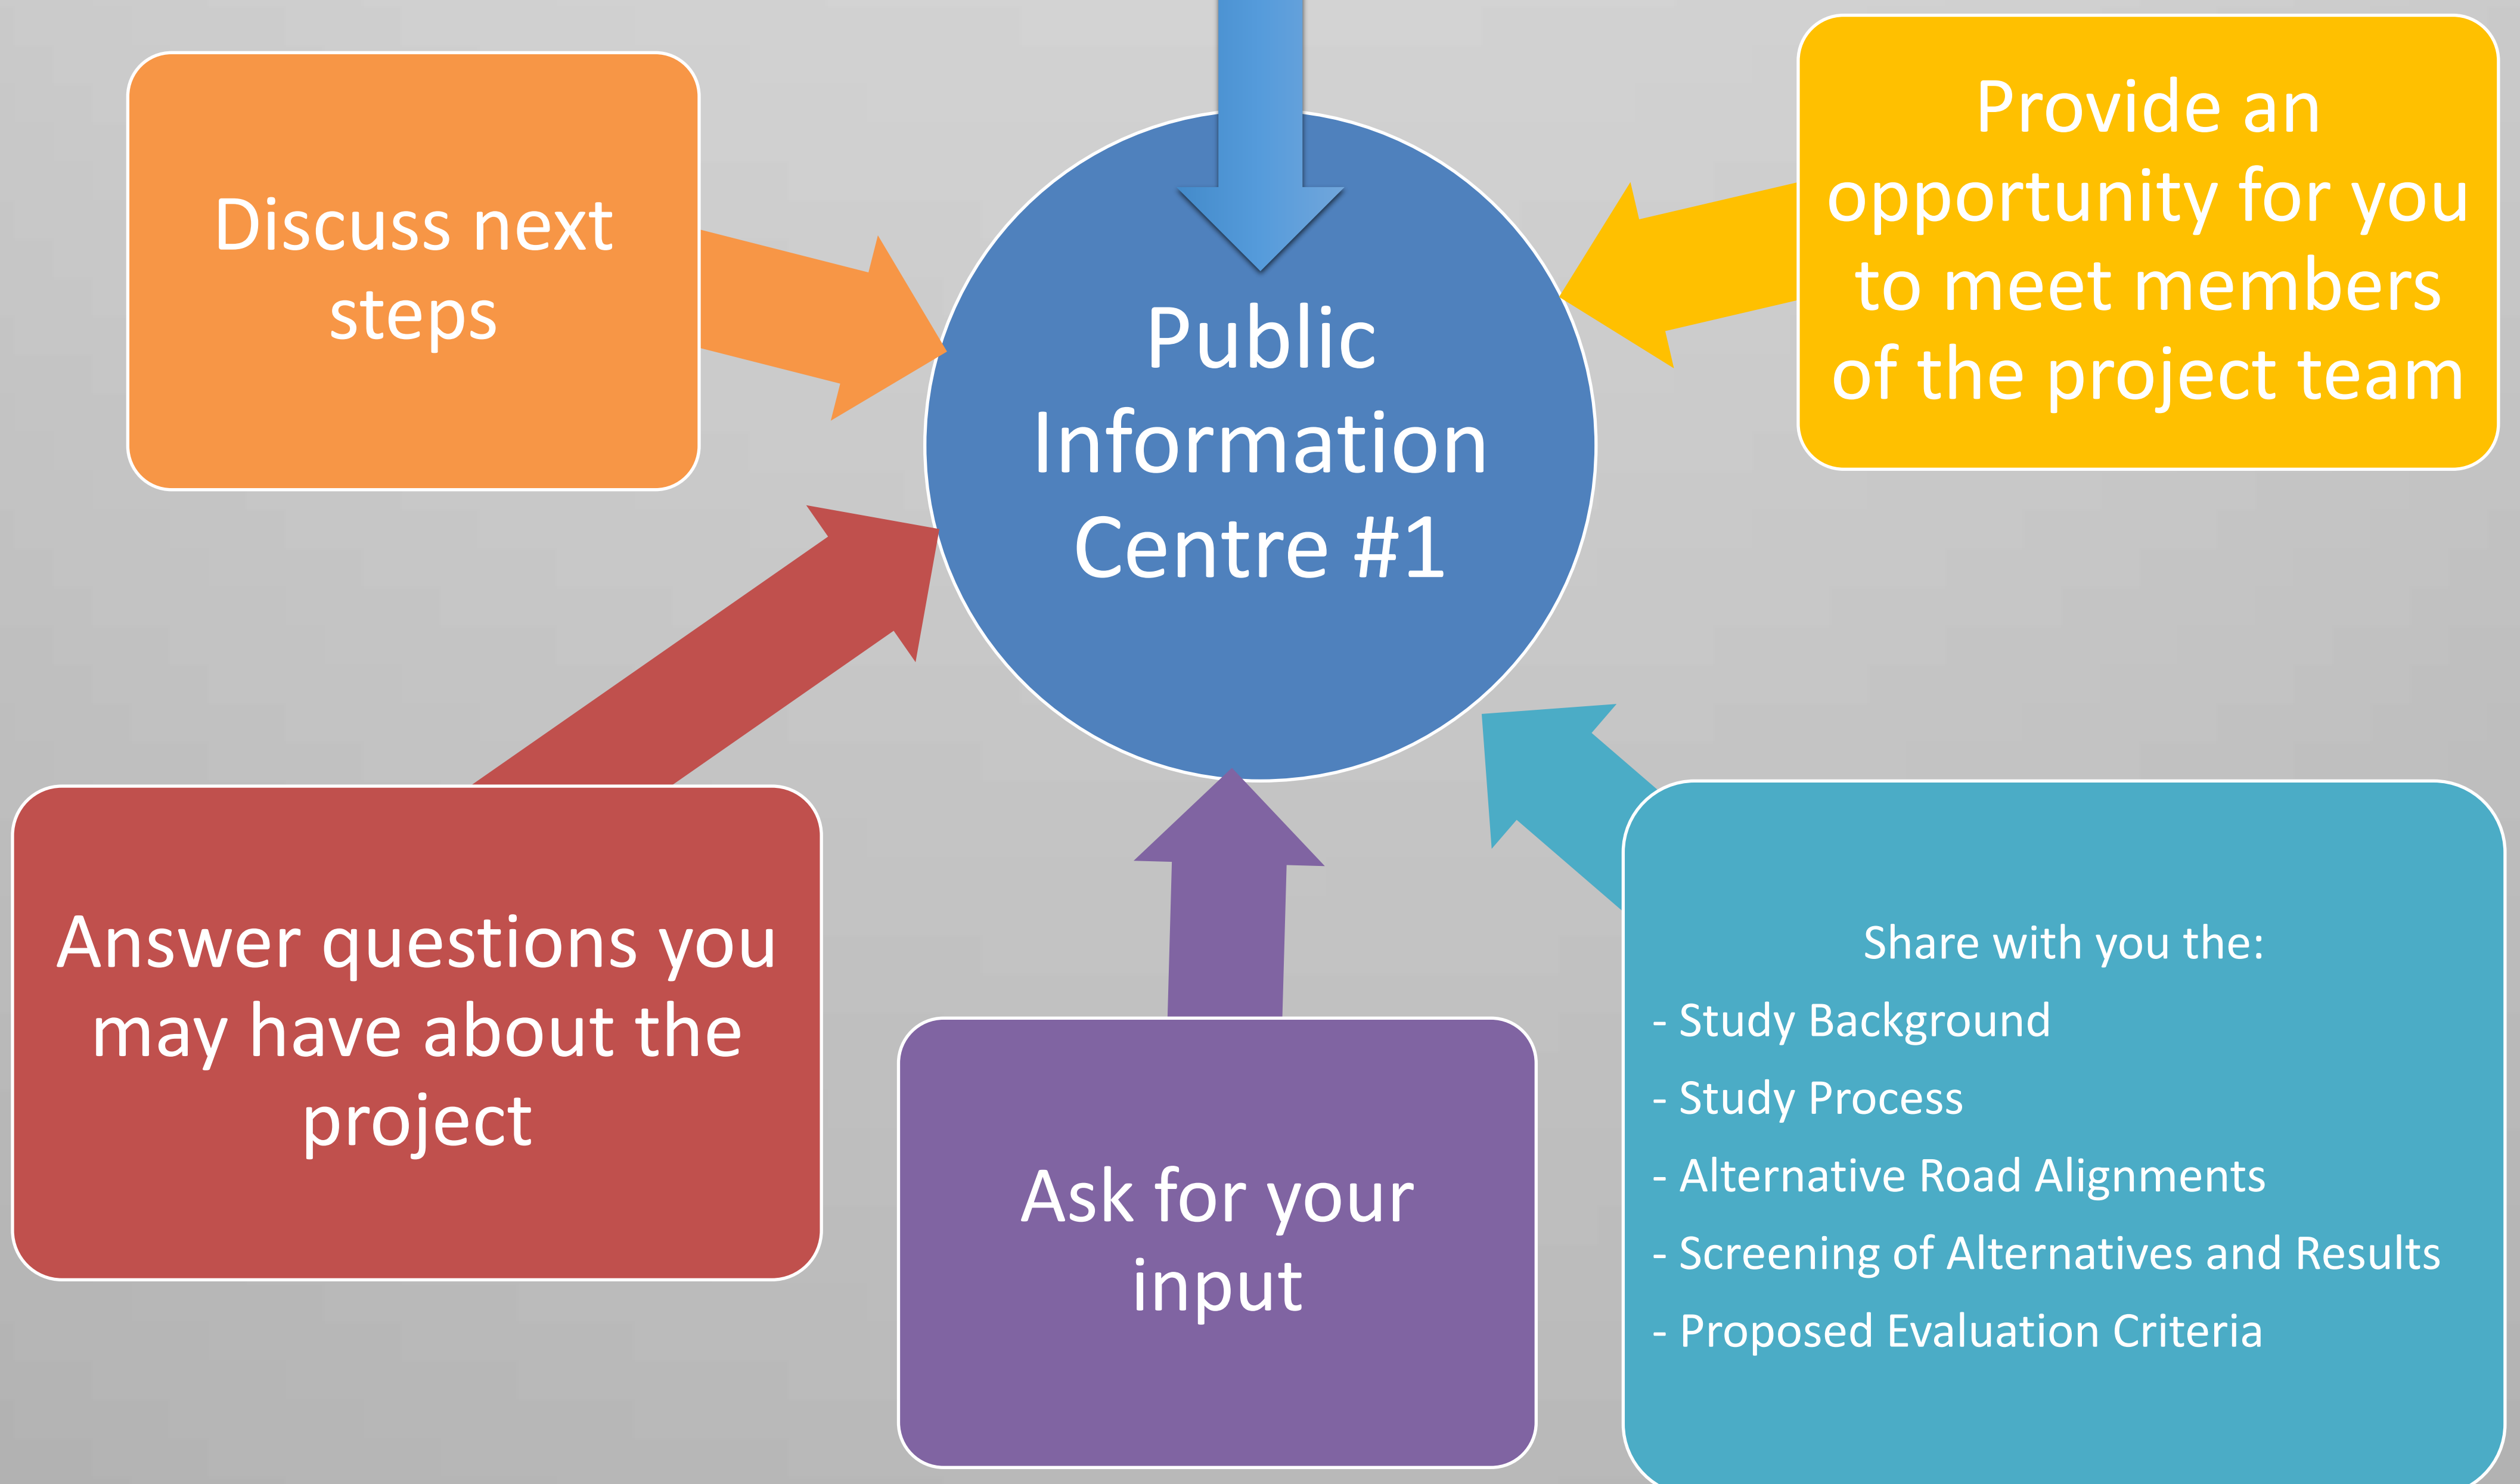 Discuss next
steps
Provide an
opportunity for you
to meet members
of the project team
Public
Information
Centre #1
Answer questions you
may have about the
project
Ask for your
input
Share with you the:
- Study Background
- Study Process
- Alternative Road Alignments
- Screening of Alternatives and Results
- Proposed Evaluation Criteria